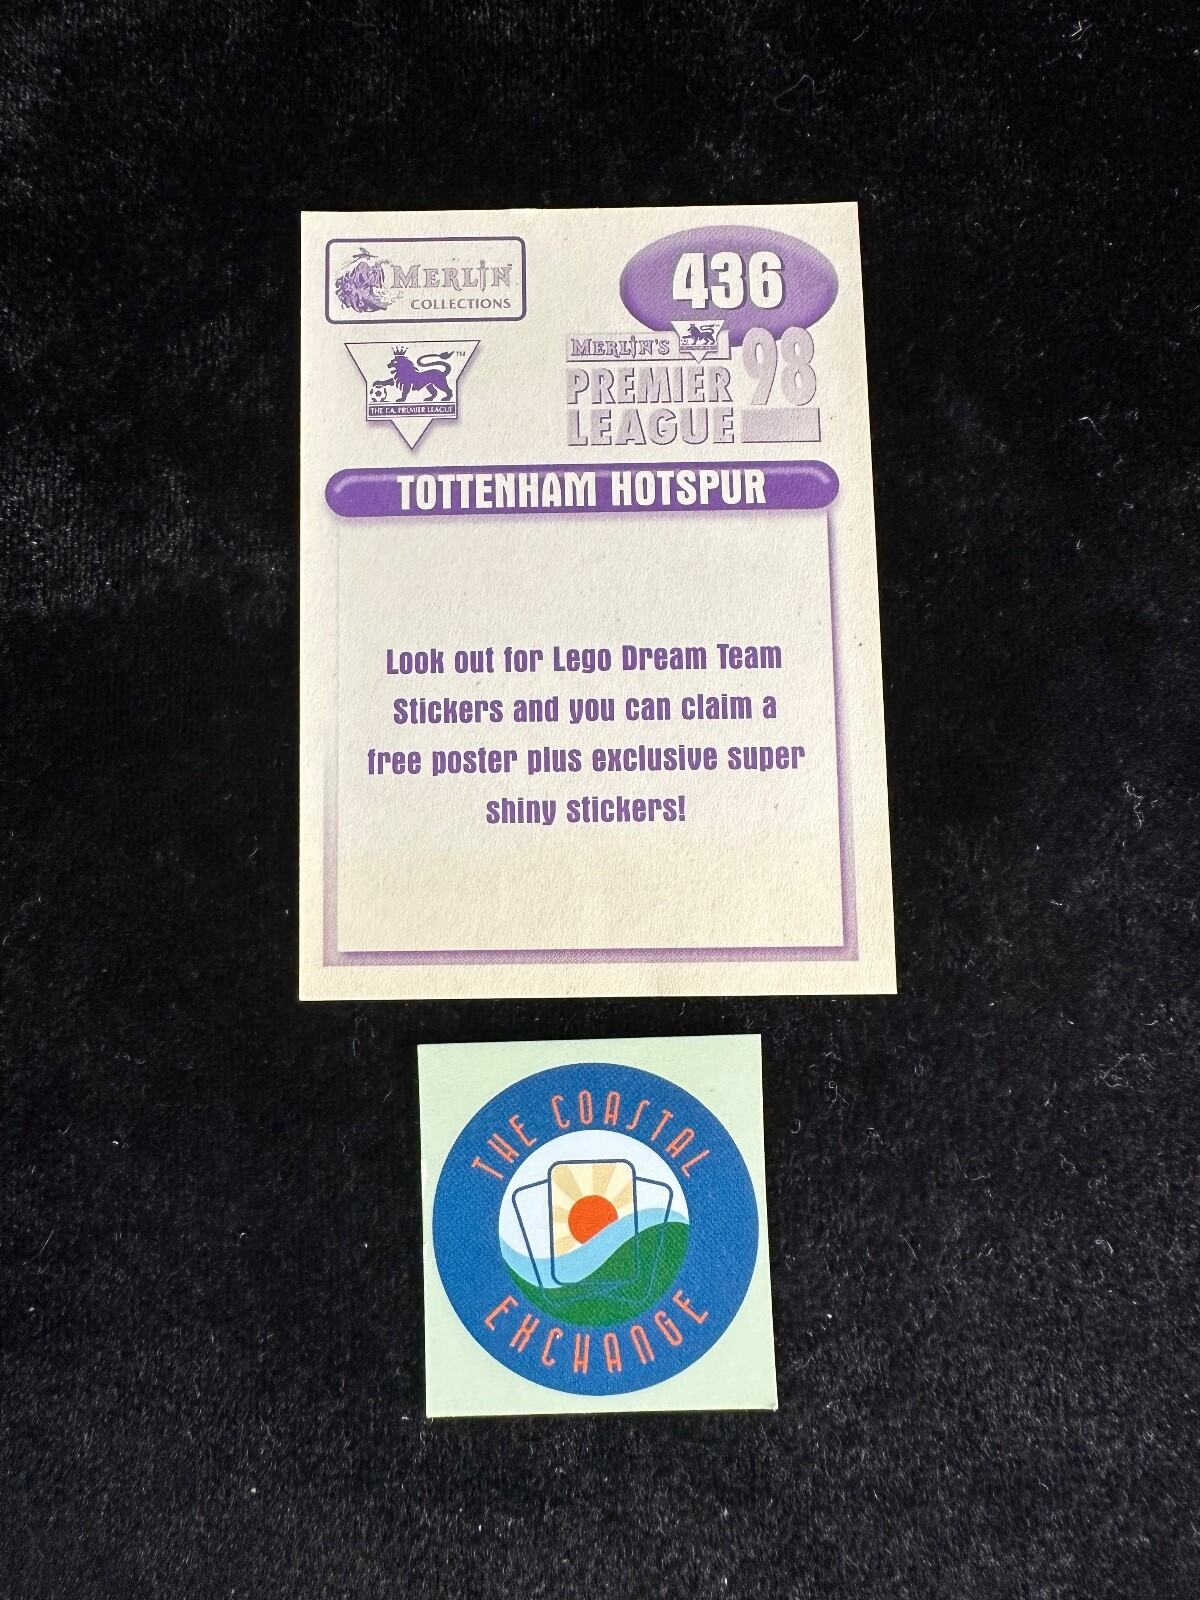 MERLIN
COLLECTIONS
436
THE F.A. PREMIER LEAGUE
TM
MERLIN'S
PREMIER
LEAGUE
98
TOTTENHAM HOTSPUR
Look out for Lego Dream Team
Stickers and you can claim a
free poster plus exclusive super
shiny stickers!
THE COASTAL
EXCHANGE